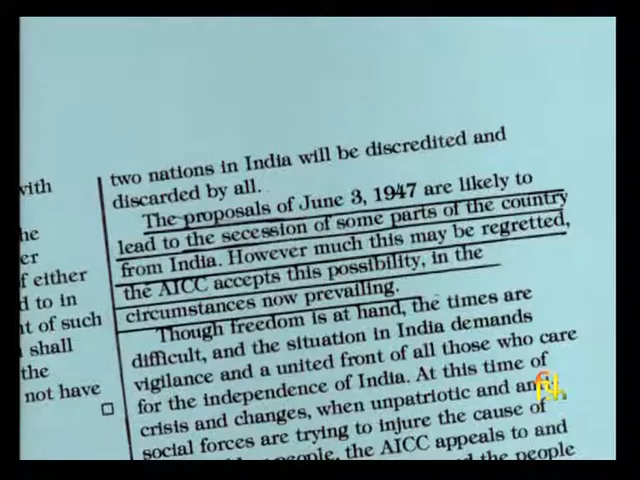 with
he
er
f either
d to in
t of such
shall
the
not have
two nations in India will be discredited and
discarded by all.
The proposals of June 3, 1947 are likely to
lead to the secession of some parts of the country
from India. However much this may be regretted,
the AICC accepts this possibility, in the
circumstances now prevailing.
Though freedom is at hand, the times are
difficult, and the situation in India demands
vigilance and a united front of all those who care
for the independence of India. At this time of
crisis and changes, when unpatriotic and
social forces are trying to injure the cause of
people, the AICC appeals to and
the people